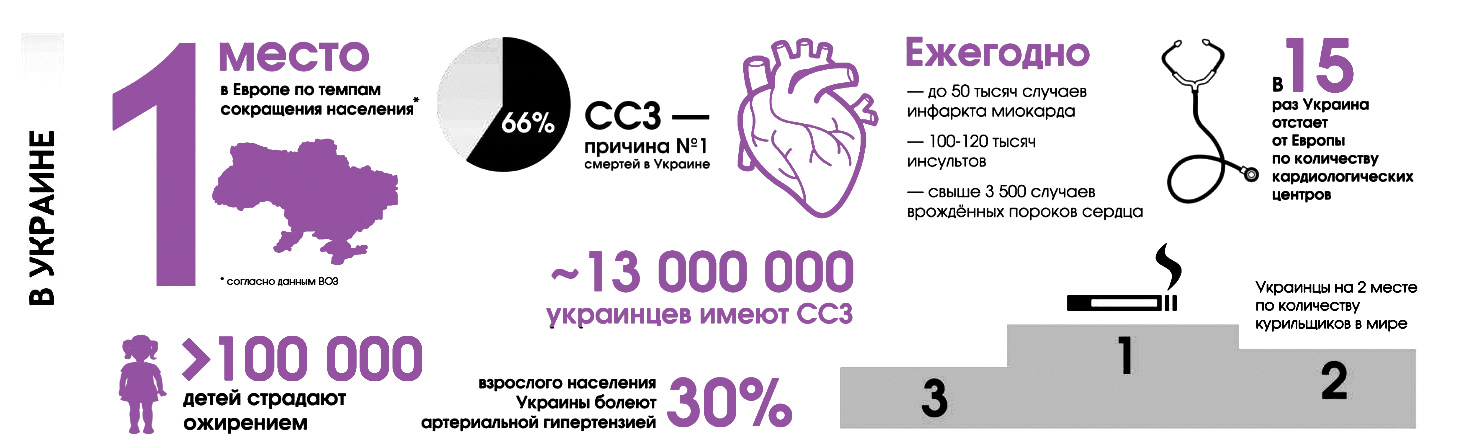 В УКРАИНЕ
1 место
в Европе по темпам
сокращения населения*
* согласно данным ВОЗ
66%
ССЗ —
причина №1
смертей в Украине
Ежегодно
— до 50 тысяч случаев
инфаркта миокарда
— 100-120 тысяч
инсультов
— свыше 3 500 случаев
врождённых пороков сердца
в 15
раз Украина
отстает
от Европы
по количеству
кардиологических
центров
~13 000 000
украинцев имеют ССЗ
>100 000
детей страдают
ожирением
взрослого населения
Украины болеют
артериальной гипертензией
30%
Украинцы на 2 месте
по количеству
курильщиков в мире
3
1
2